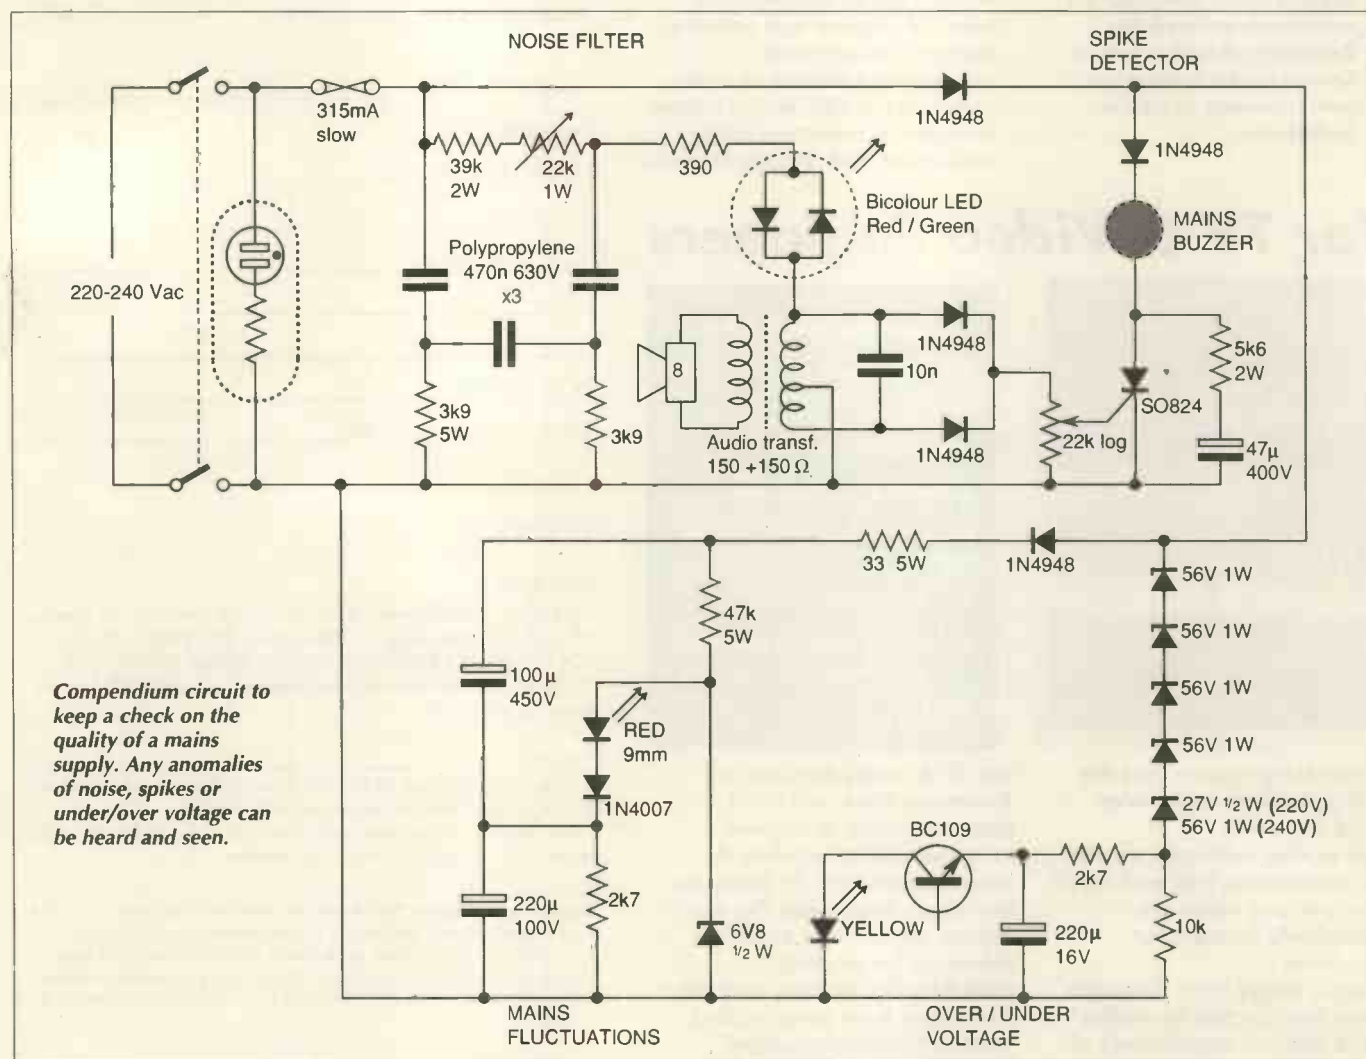 NOISE FILTER
SPIKE
DETECTOR
315mA
slow
1N4948
39k
2W
22k
1W
390
1N4948
Bicolour LED
Red / Green
MAINS
BUZZER
Polypropylene
470n 630V
x3
220-240 Vac
1N4948
8
10n
5k6
2W
SO824
3k9
5W
3k9
Audio transf.
150 +150 Ω
1N4948
22k log
47µ
400V
33 5W
1N4948
56V 1W
47k
5W
56V 1W
100µ
450V
56V 1W
RED
9mm
56V 1W
Compendium circuit to
keep a check on the
quality of a mains
supply. Any anomalies
of noise, spikes or
under/over voltage can
be heard and seen.
1N4007
27V 1/2 W (220V)
56V 1W (240V)
BC109
2k7
220µ
100V
2k7
6V8
1/2 W
YELLOW
220µ
16V
10k
MAINS
FLUCTUATIONS
OVER / UNDER
VOLTAGE